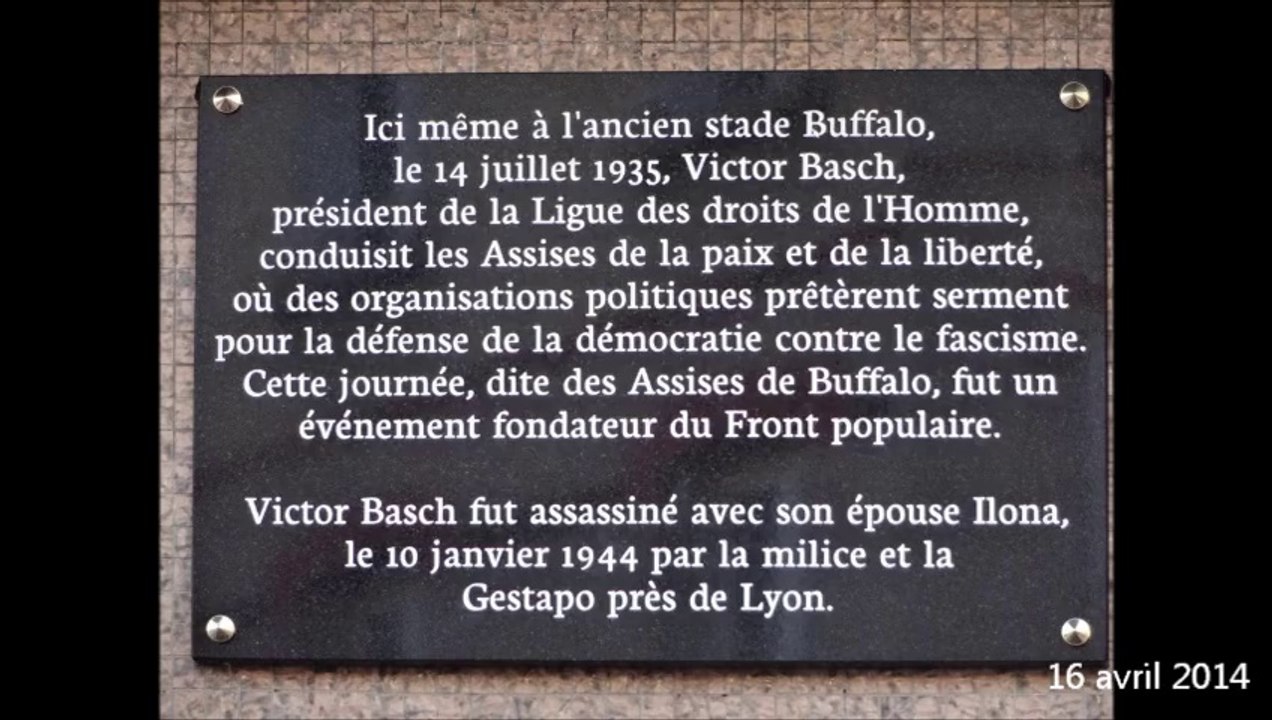 Ici même à l'ancien stade Buffalo,
le 14 juillet 1935, Victor Basch,
président de la Ligue des droits de l'Homme,
conduisit les Assises de la paix et de la liberté,
où des organisations politiques prêtèrent serment
pour la défense de la démocratie contre le fascisme.
Cette journée, dite des Assises de Buffalo, fut un
événement fondateur du Front populaire.
Victor Basch fut assassiné avec son épouse Ilona,
le 10 janvier 1944 par la milice et la
Gestapo près de Lyon.
16 avril 2014